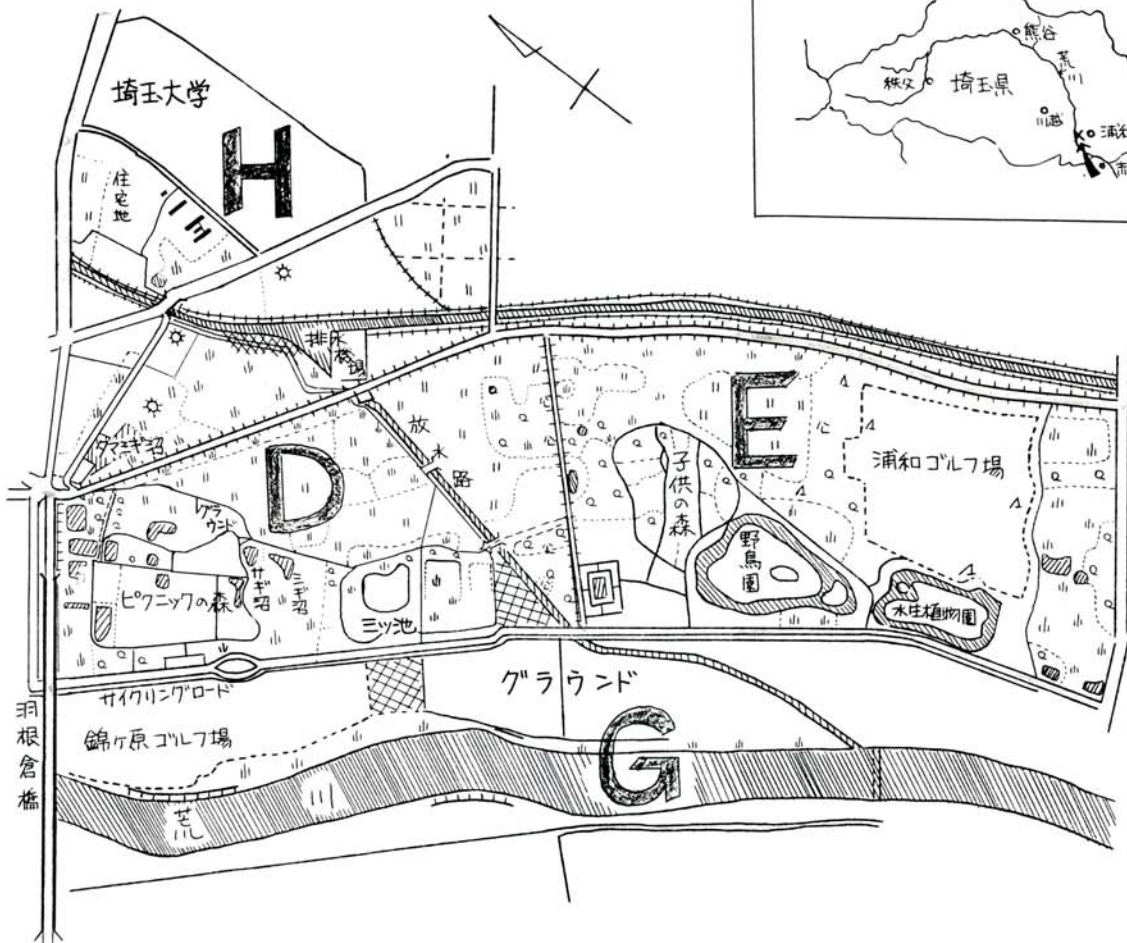 熊谷
荒川
秩父
埼玉県
川越
浦和
埼玉大学
H
住宅地
排水機場
タマネギ沼
放水路
D
E
子供の森
浦和ゴルフ場
グラウンド
サギ沼
ミギ沼
野鳥園
ピクニックの森
三ッ池
水生植物園
サイクリングロード
グラウンド
羽根倉橋
錦ヶ原ゴルフ場
G
荒川